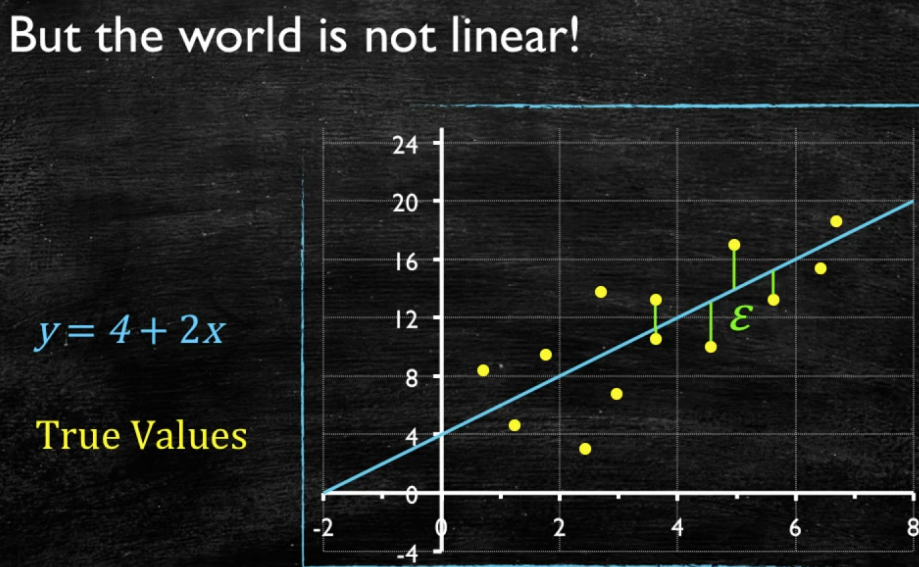 But the world is not linear!
24
20
16
12
8
4
0
-4
-2 0 2 4 6 8
ε
y = 4 + 2x
True Values